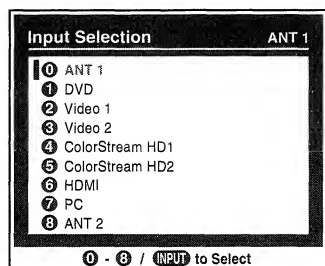 Input Selection ANT 1
0 ANT 1
1 DVD
2 Video 1
3 Video 2
4 ColorStream HD1
5 ColorStream HD2
6 HDMI
7 PC
8 ANT 2
0 - 8 / INPUT to Select